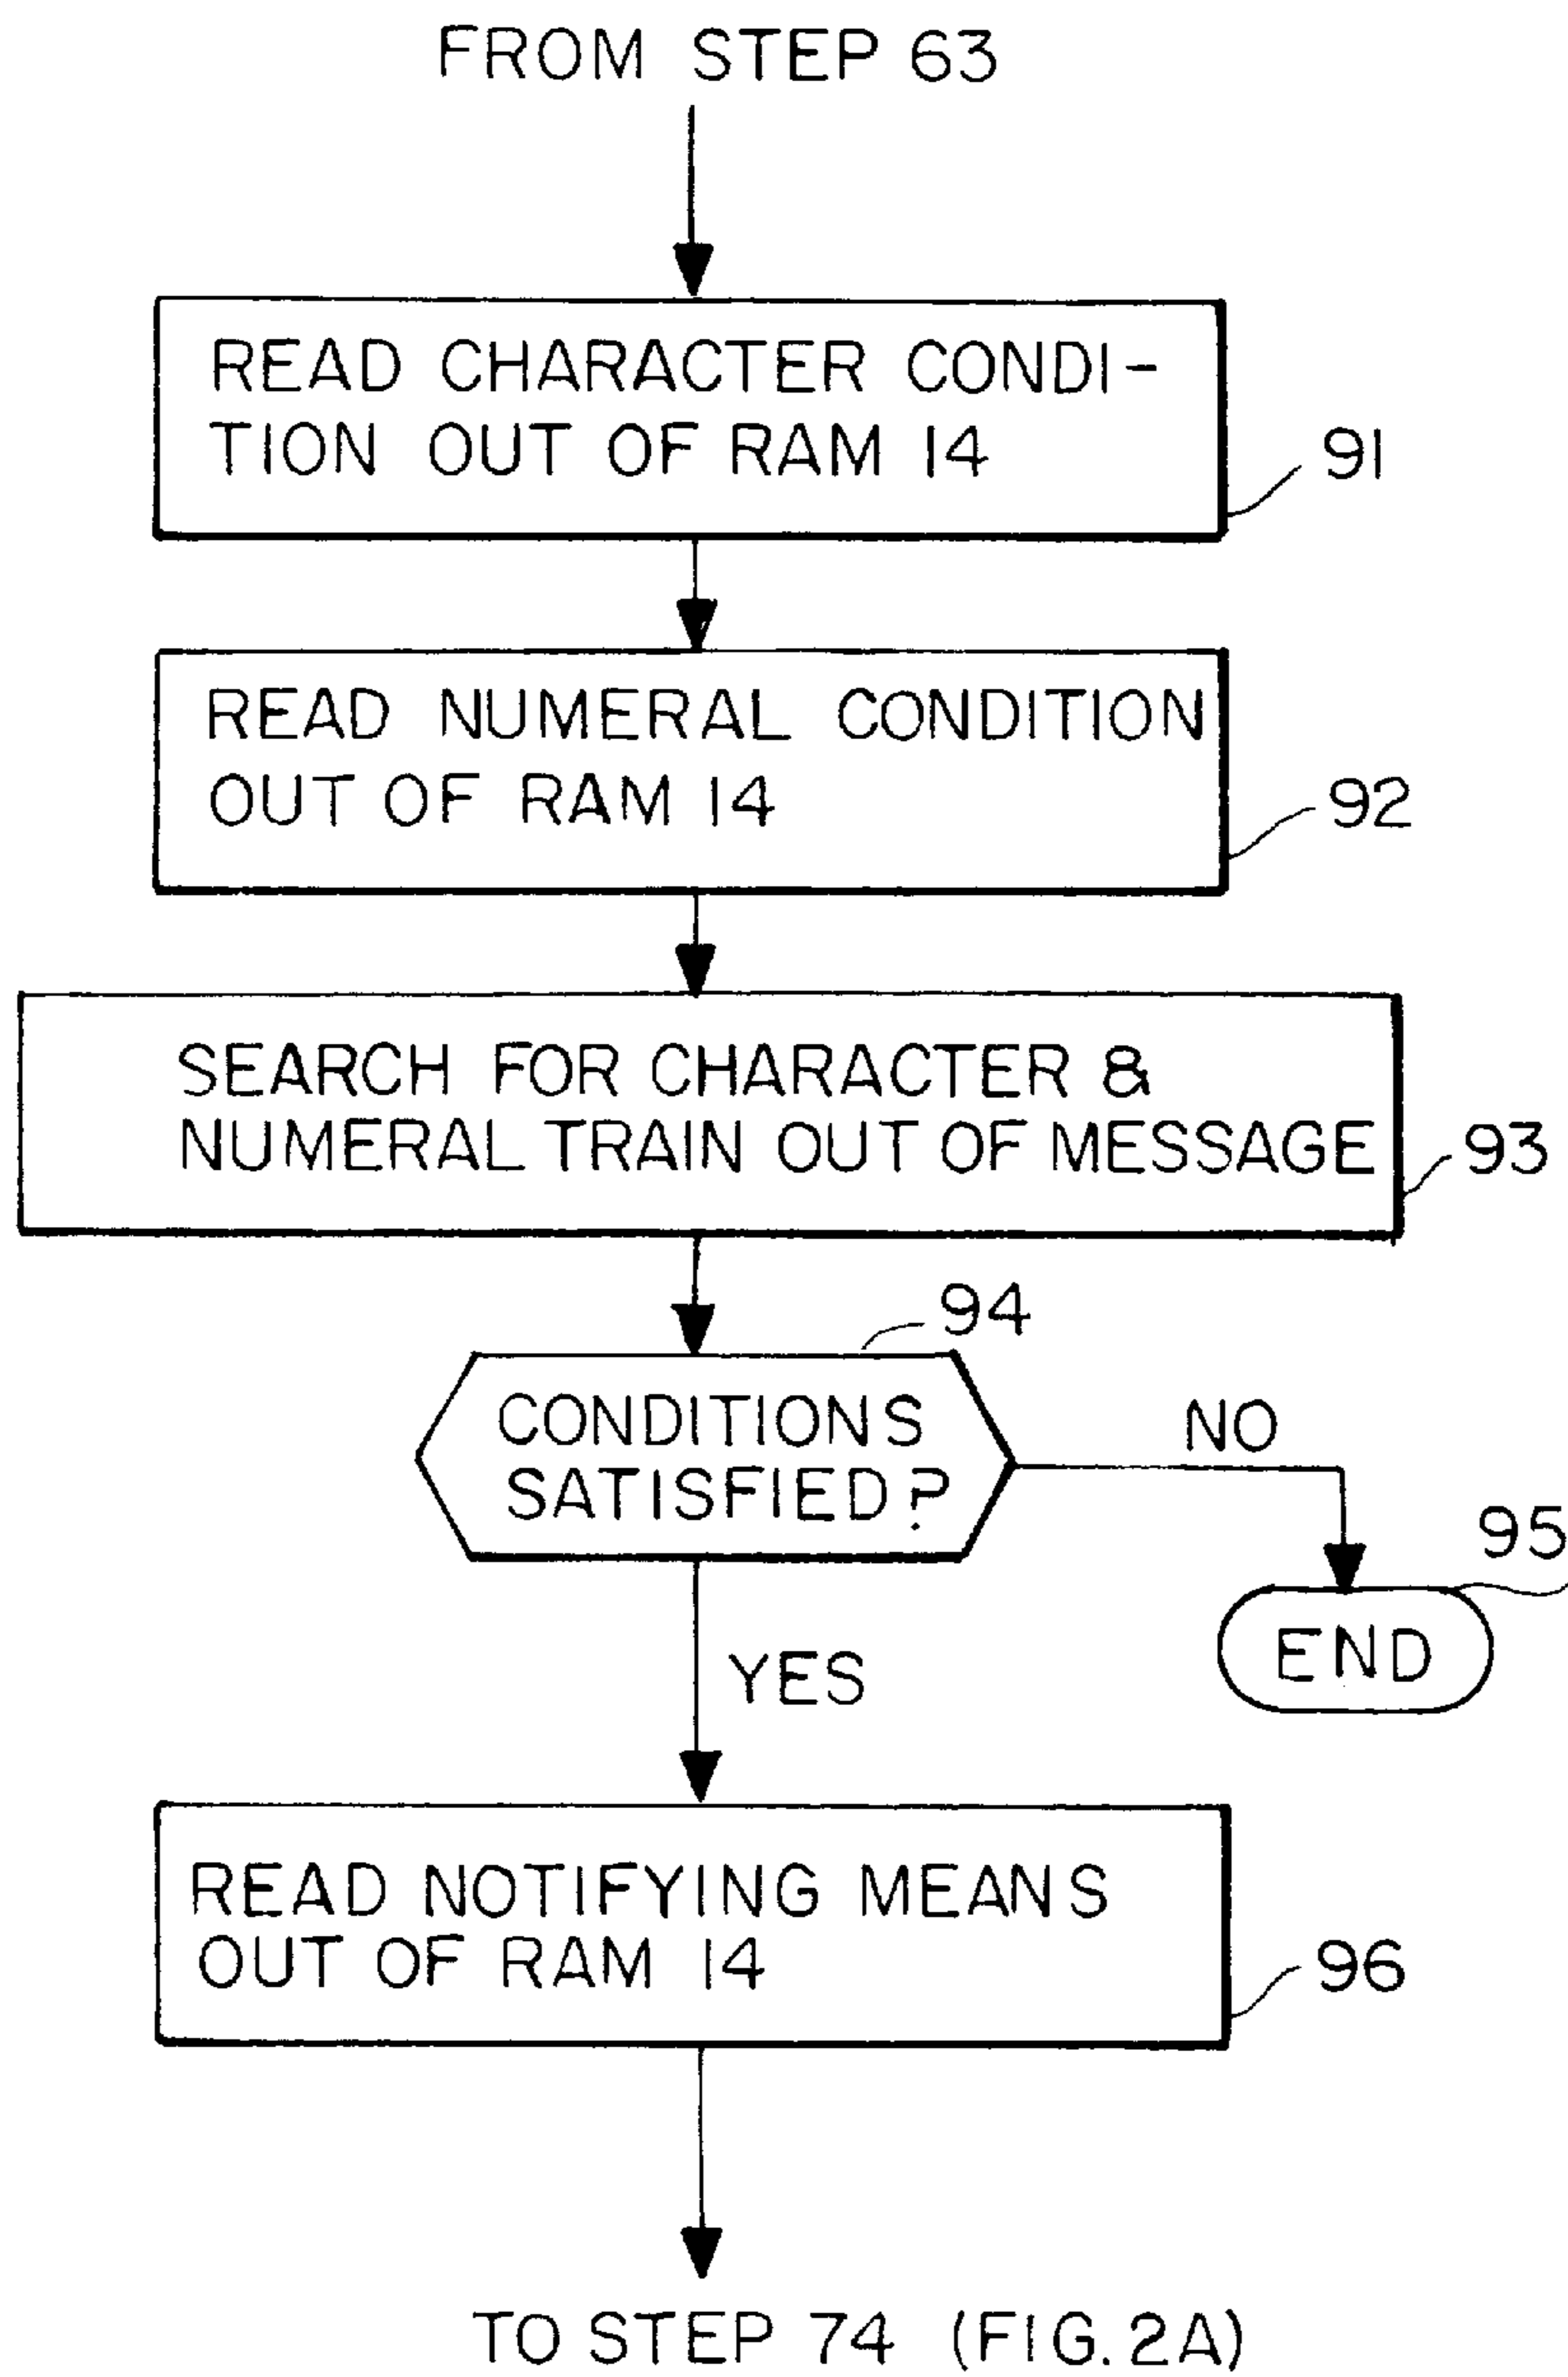 FROM STEP 63
READ CHARACTER CONDI-
TION OUT OF RAM 14
91
READ NUMERAL CONDITION
OUT OF RAM 14
92
SEARCH FOR CHARACTER &
NUMERAL TRAIN OUT OF MESSAGE
93
94
CONDITIONS
SATISFIED?
NO
95
END
YES
READ NOTIFYING MEANS
OUT OF RAM 14
96
TO STEP 74 (FIG. 2A)